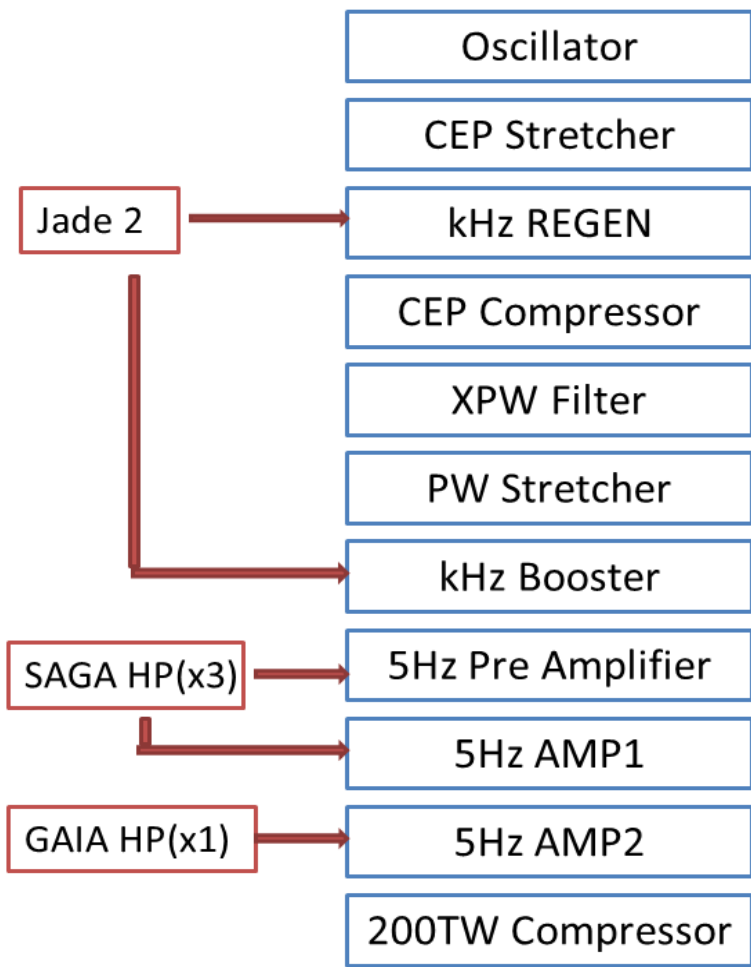 Oscillator
CEP Stretcher
Jade 2
kHz REGEN
CEP Compressor
XPW Filter
PW Stretcher
kHz Booster
SAGA HP(x3)
5Hz Pre Amplifier
5Hz AMP1
GAIA HP(x1)
5Hz AMP2
200TW Compressor